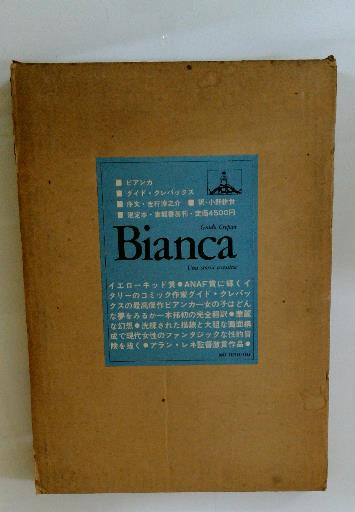 ■ ビアンカ
■ グイド・クレパックス
■ 序文・吉行淳之介 ■ 訳・小野耕世
■ 限定本・実業書房刊・定価4500円
Guido Crepax
Bianca
Una storia eccessiva
イエローキッド賞●ANAF賞に輝くイ
タリーのコミック作家グイド・クレパッ
クスの最高傑作ビアンカ—女の子はどん
な夢をみるか—本邦初の完全翻訳●華麗
な幻想●洗練された描線と大胆な画面構
成で現代女性のファンタジックな性的冒
険を描く●アラン・レネ監督激賞作品●